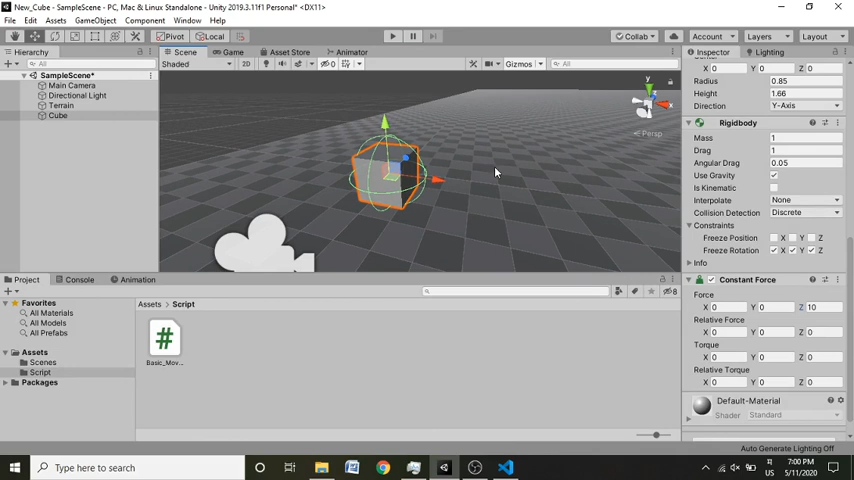 New_Cube - SampleScene - PC, Mac & Linux Standalone - Unity 2019.3.11f1 Personal* <DX11>
File Edit Assets GameObject Component Window Help
Pivot Local Collab Account Layers Layout
Hierarchy Scene Game Asset Store Animator Inspector Lighting
All Shaded 2D 0 Gizmos All
SampleScene*
Main Camera
Directional Light
Terrain
Cube
y
x
Persp
X 0 Y 0 Z 0
Radius 0.85
Height 1.66
Direction Y-Axis
Rigidbody
Mass 1
Drag 1
Angular Drag 0.05
Use Gravity
Is Kinematic
Interpolate None
Collision Detection Discrete
Constraints
Freeze Position X Y Z
Freeze Rotation X Y Z
Info
Constant Force
Force
X 0 Y 0 Z 10
Relative Force
X 0 Y 0 Z 0
Torque
X 0 Y 0 Z 0
Relative Torque
X 0 Y 0 Z 0
Default-Material
Shader Standard
Project Console Animation
8
Favorites
All Materials
All Models
All Prefabs
Assets
Scenes
Script
Packages
Assets > Script
#
Basic_Mov...
Auto Generate Lighting Off
Type here to search
US
7:00 PM
5/11/2020